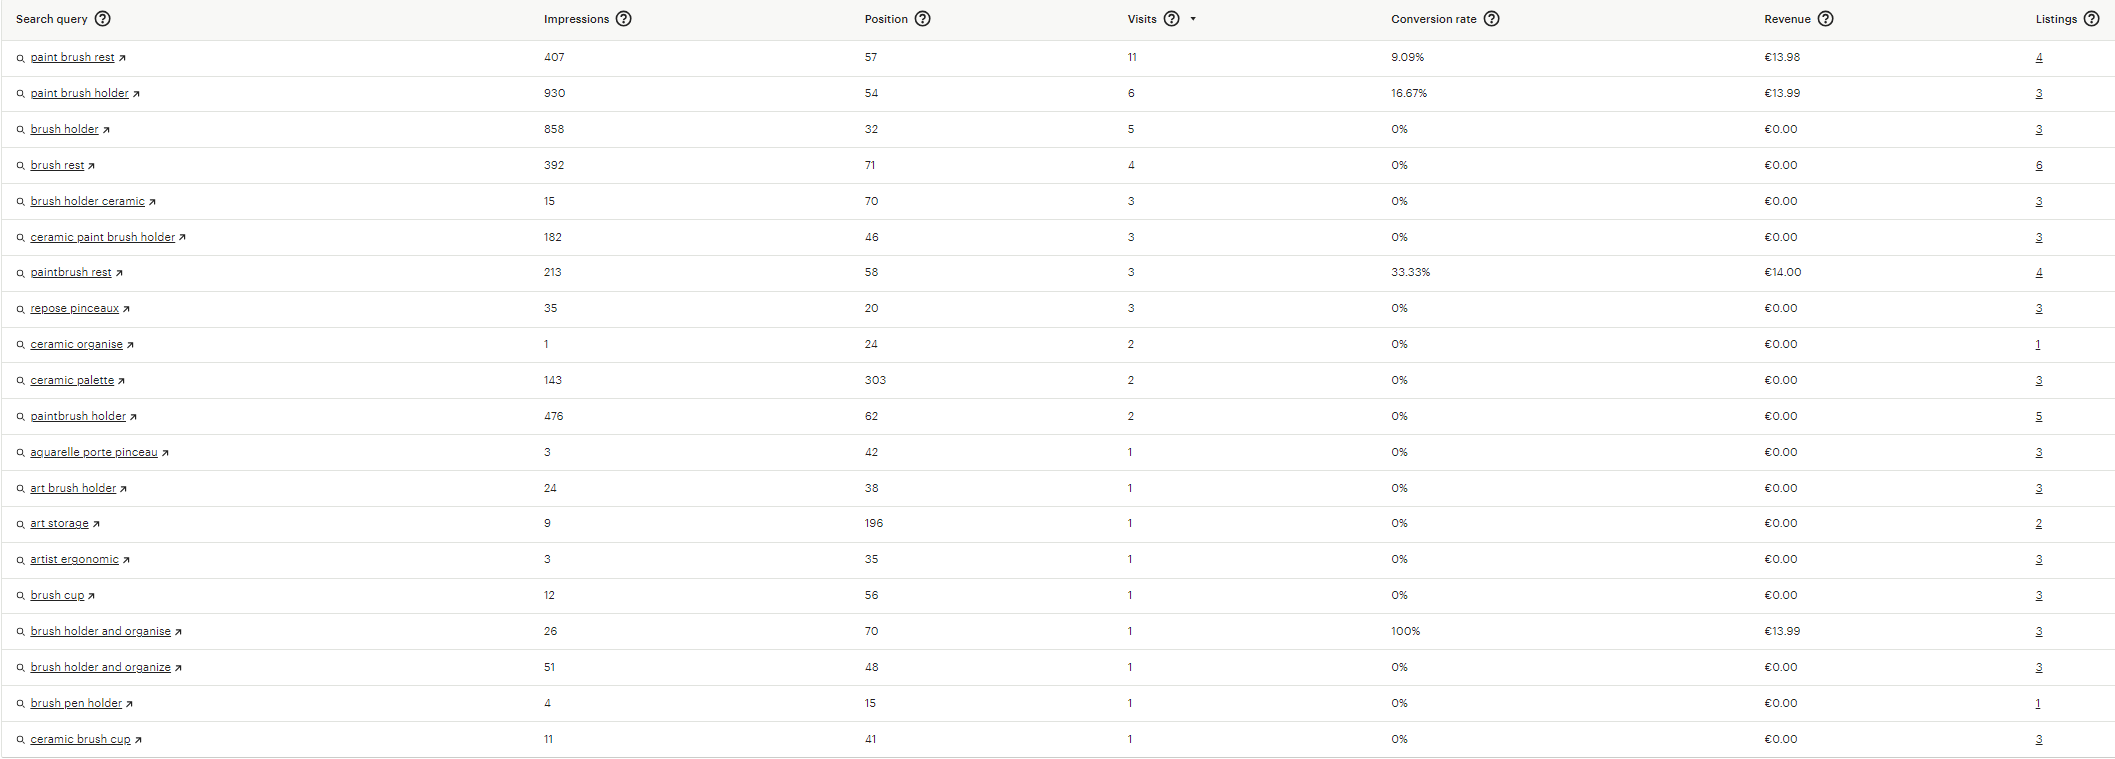 Search query ? Impressions ? Position ? Visits ? Conversion rate ? Revenue ? Listings ?
paint brush rest 407 57 11 9.09% €13.98 4
paint brush holder 930 54 6 16.67% €13.99 3
brush holder 858 32 5 0% €0.00 3
brush rest 392 71 4 0% €0.00 6
brush holder ceramic 15 70 3 0% €0.00 3
ceramic paint brush holder 182 46 3 0% €0.00 3
paintbrush rest 213 58 3 33.33% €14.00 4
repose pinceaux 35 20 3 0% €0.00 3
ceramic organise 1 24 2 0% €0.00 1
ceramic palette 143 303 2 0% €0.00 3
paintbrush holder 476 62 2 0% €0.00 5
aquarelle porte pinceau 3 42 1 0% €0.00 3
art brush holder 24 38 1 0% €0.00 3
art storage 9 196 1 0% €0.00 2
artist ergonomic 3 35 1 0% €0.00 3
brush cup 12 56 1 0% €0.00 3
brush holder and organise 26 70 1 100% €13.99 3
brush holder and organize 51 48 1 0% €0.00 3
brush pen holder 4 15 1 0% €0.00 1
ceramic brush cup 11 41 1 0% €0.00 3